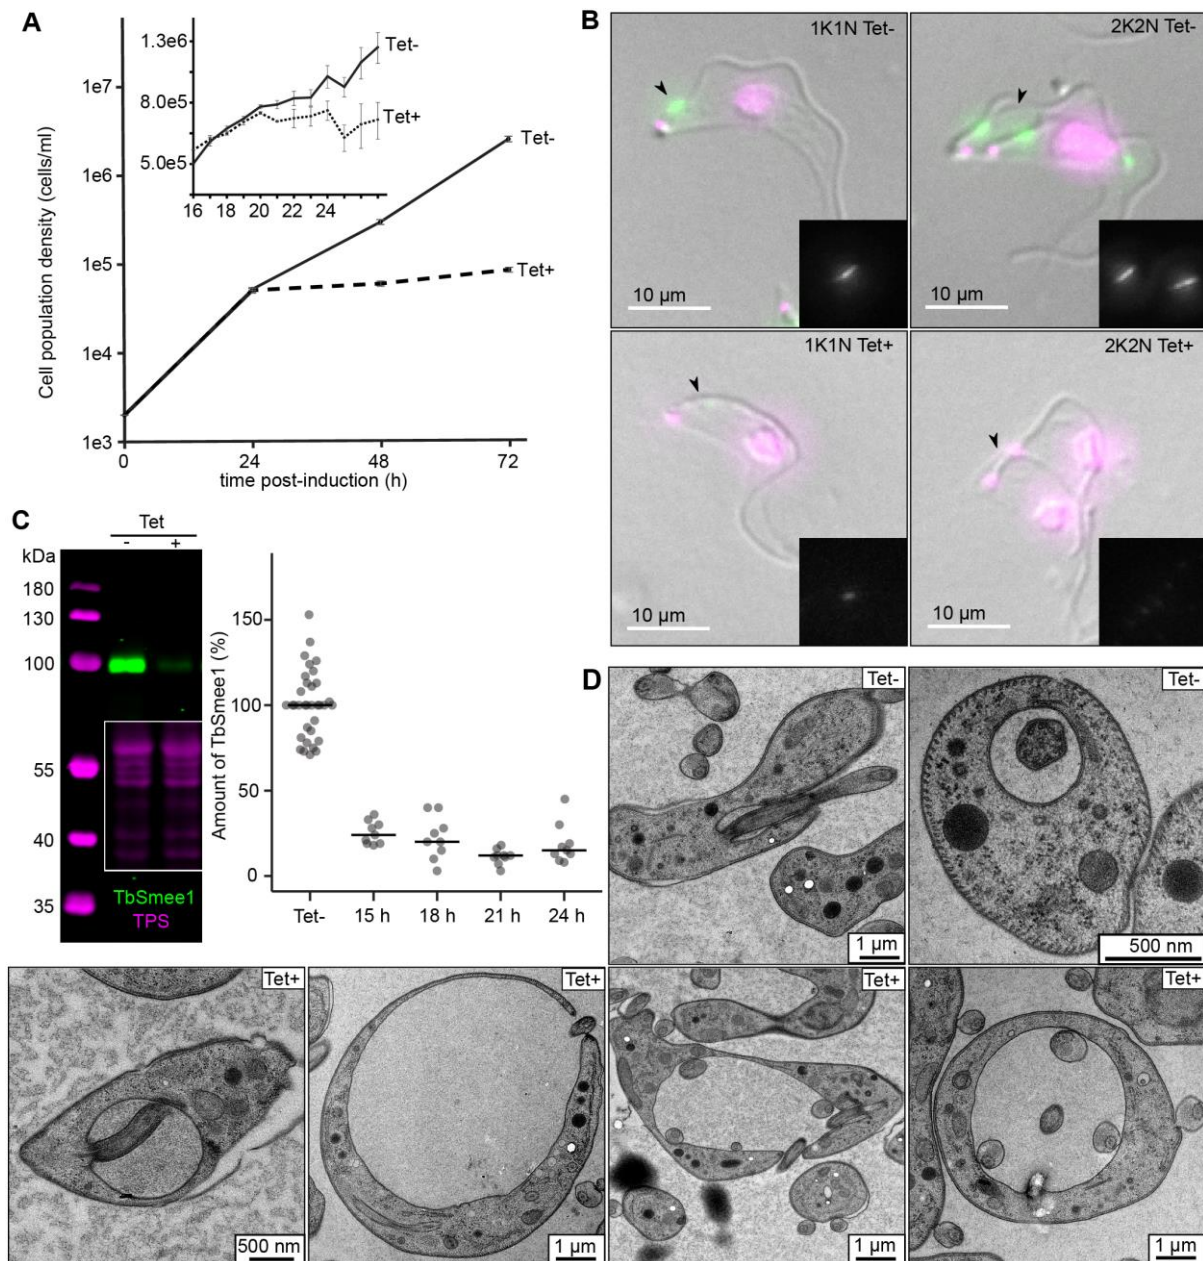 A
1.3e6
8.0e5
5.0e5
16 18 20 22 24
Tet-
Tet+
1e7
1e6
1e5
1e4
1e3
Cell population density (cells/ml)
Tet-
Tet+
0 24 48 72
time post-induction (h)
B
1K1N Tet-
10 µm
2K2N Tet-
10 µm
1K1N Tet+
10 µm
2K2N Tet+
10 µm
C
Tet
- +
kDa
180
130
100
55
40
35
TbSmee1
TPS
Amount of TbSmee1 (%)
150
100
50
0
Tet- 15 h 18 h 21 h 24 h
D
Tet-
1 µm
Tet-
500 nm
Tet+
500 nm
Tet+
1 µm
Tet+
1 µm
Tet+
1 µm